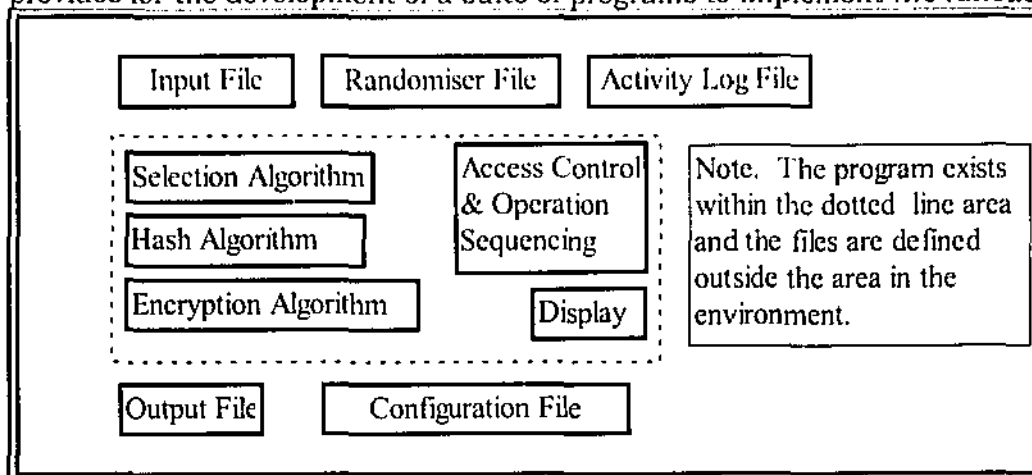 provides for the development of a suite of programs to implement the
Input File
Randomiser File
Activity Log File
Selection Algorithm
Hash Algorithm
Encryption Algorithm
Access Control
& Operation
Sequencing
Display
Note. The program exists
within the dotted line area
and the files are defined
outside the area in the
environment.
Output File
Configuration File